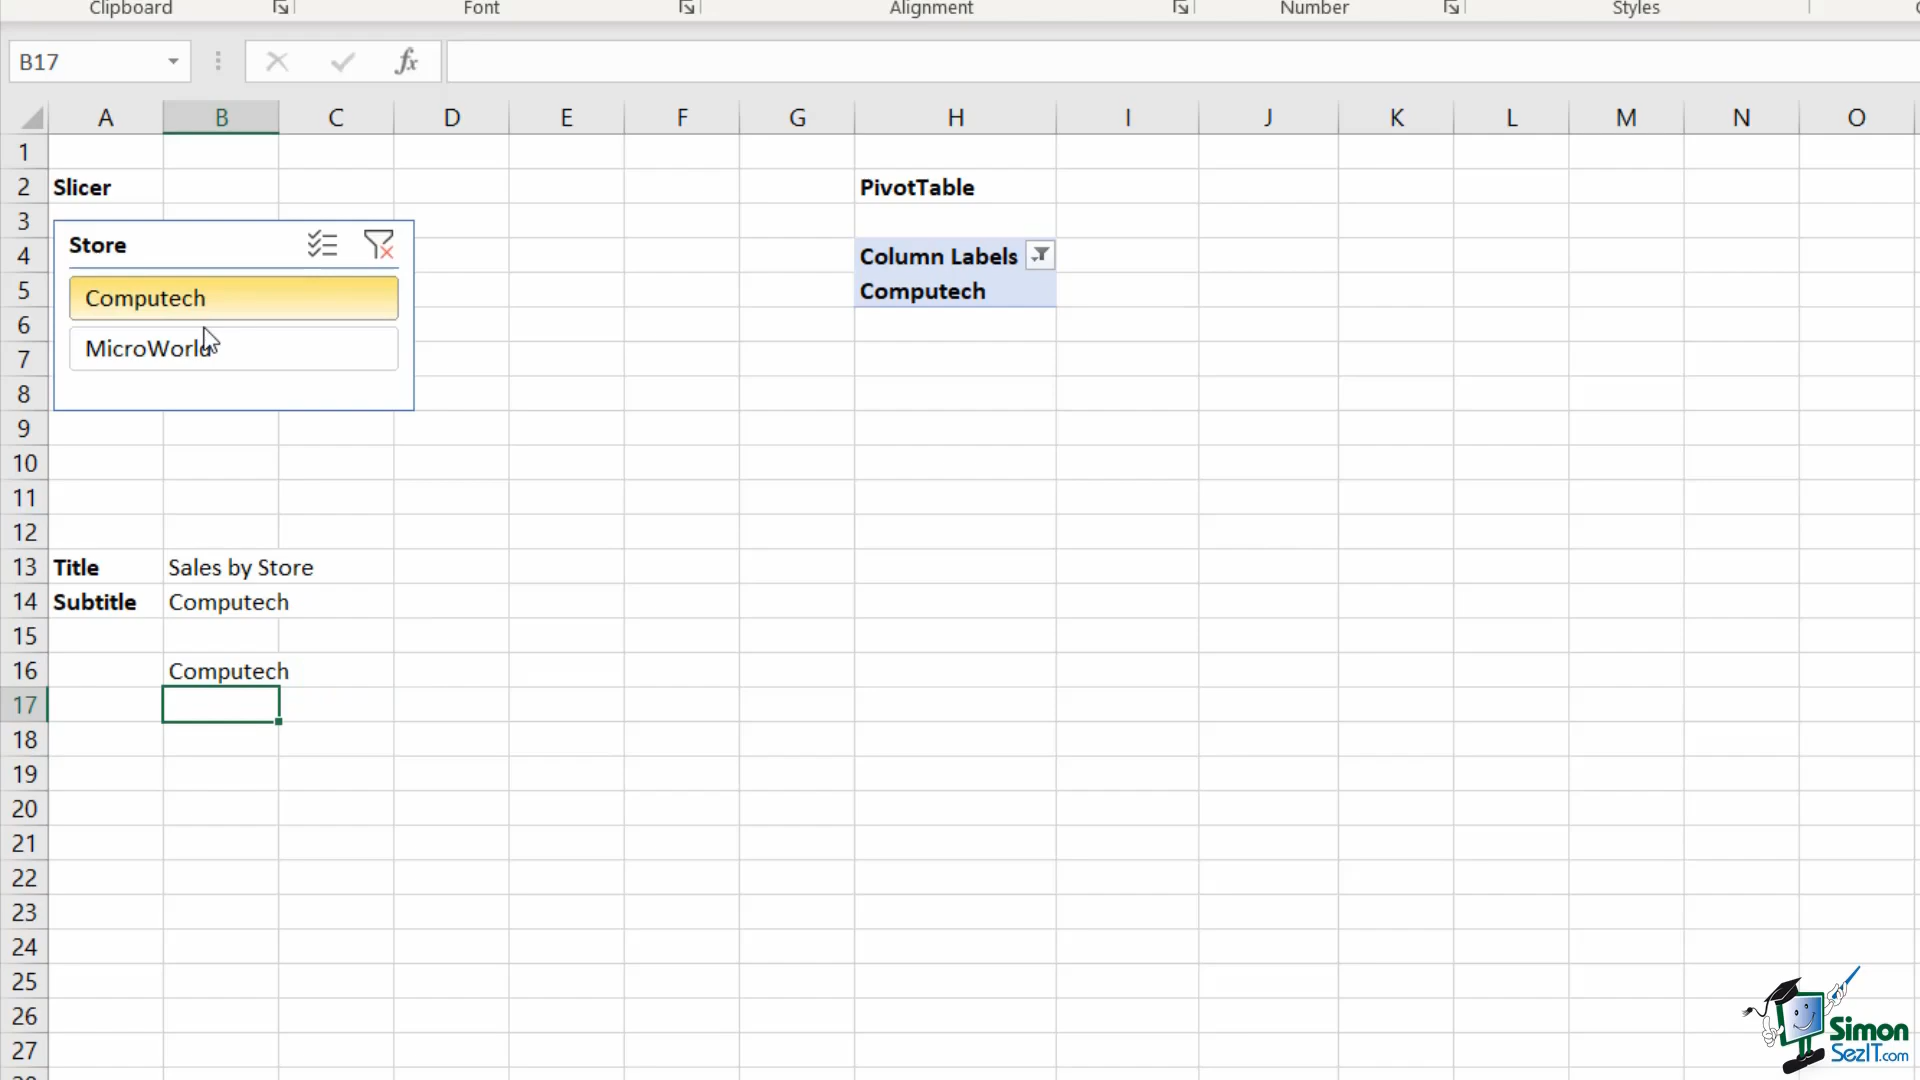 Clipboard Font Alignment Number Styles
B17 fx
A B C D E F G H I J K L M N O
1
2 Slicer PivotTable
3
Store
4 Column Labels
Computech
5 Computech
6
MicroWorld
7
8
9
10
11
12
13 Title Sales by Store
14 Subtitle Computech
15
16 Computech
17
18
19
20
21
22
23
24
25
26
27
Simon
SezIT.com